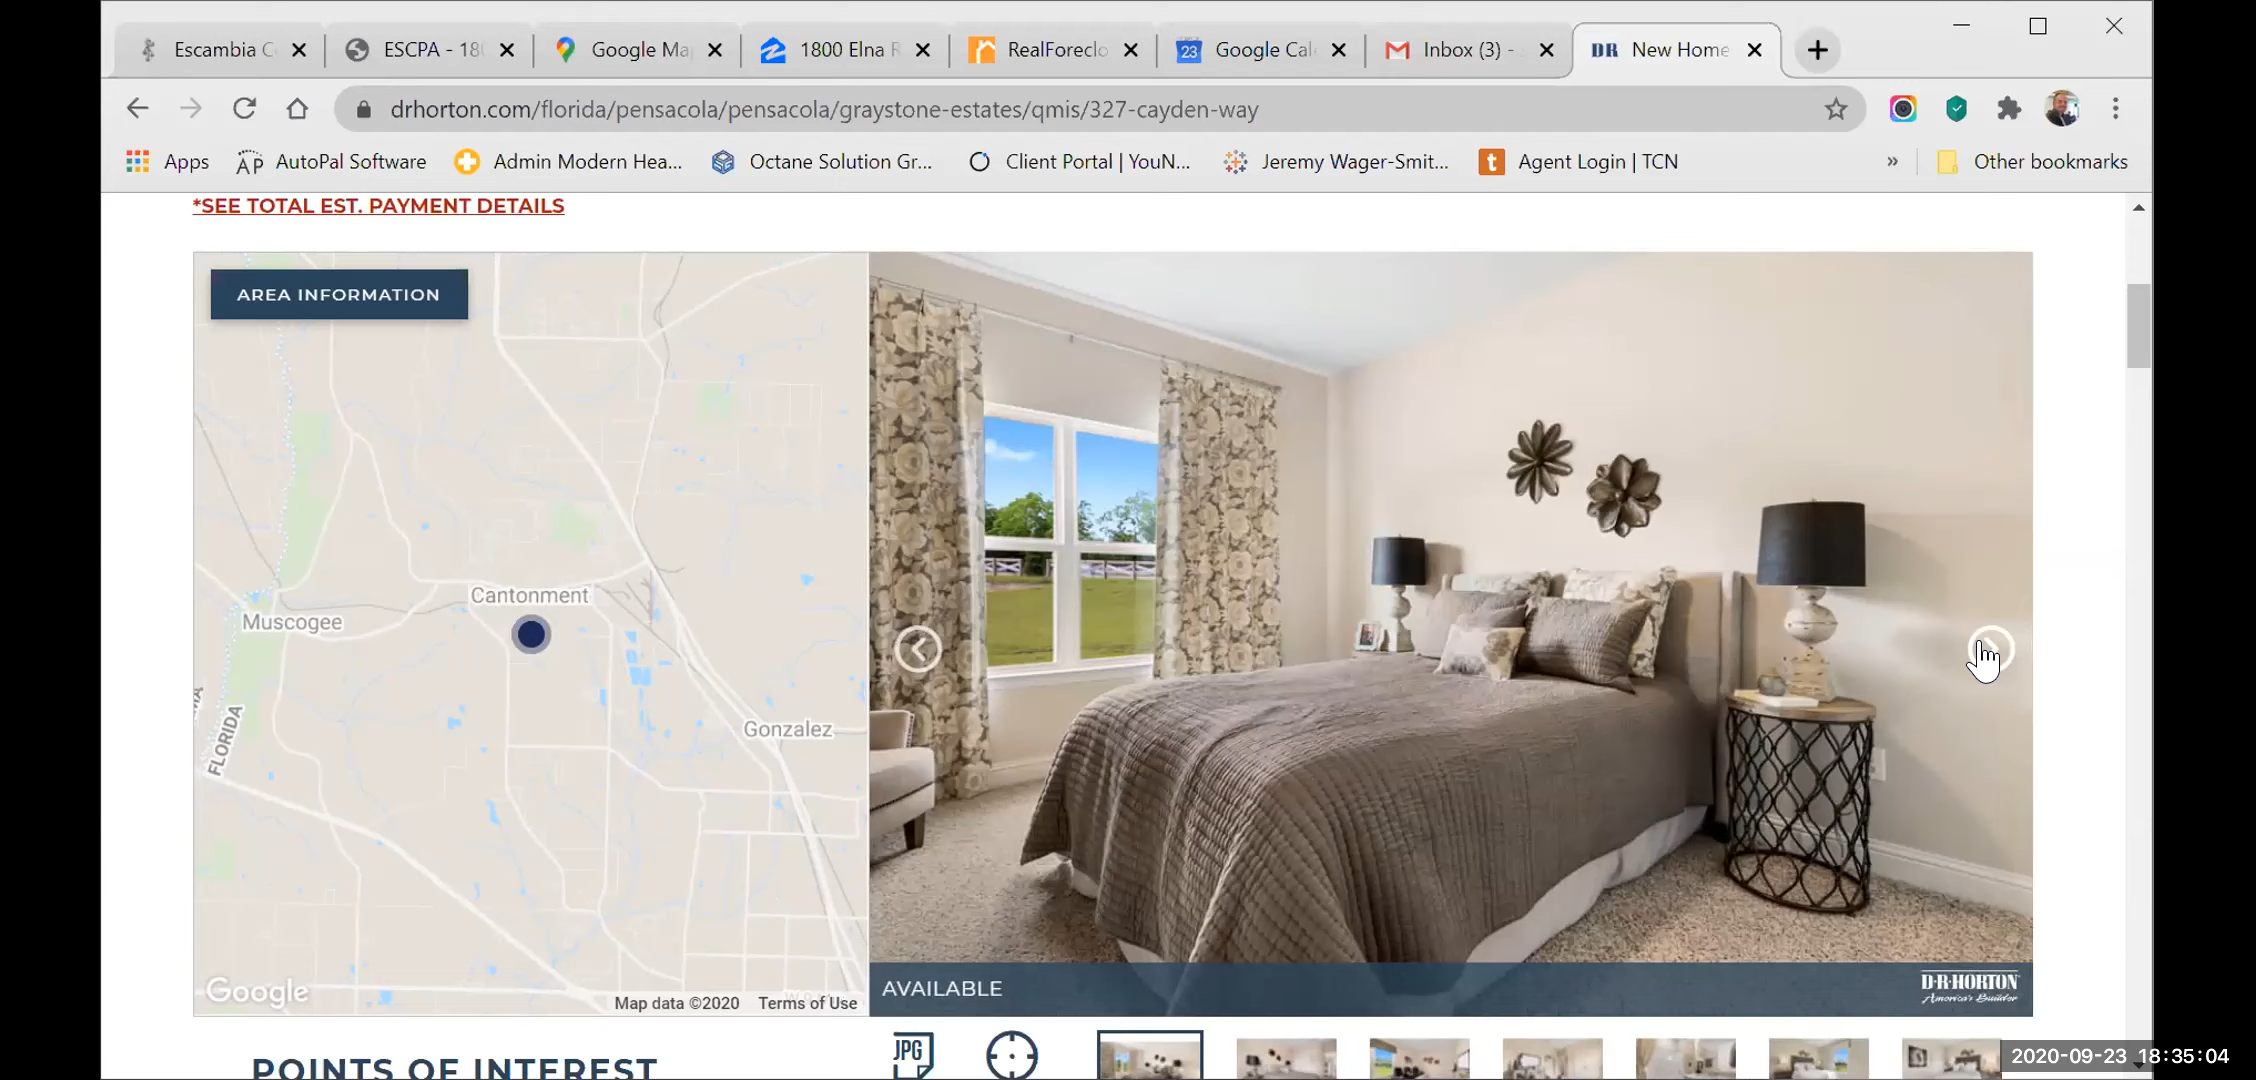 Escambia C
ESCPA - 18
Google Ma
1800 Elna R
RealForeclo
23
Google Cal
Inbox (3) -
DR
New Home
drhorton.com/florida/pensacola/pensacola/graystone-estates/qmis/327-cayden-way
Apps
AP
AutoPal Software
Admin Modern Hea...
Octane Solution Gr...
Client Portal | YouN...
Jeremy Wager-Smit...
t
Agent Login | TCN
»
Other bookmarks
*SEE TOTAL EST. PAYMENT DETAILS
AREA INFORMATION
Cantonment
Muscogee
FLORIDA
Gonzalez
Google
Map data ©2020
Terms of Use
AVAILABLE
D·R·HORTON
America's Builder
JPG
POINTS OF INTEREST
2020-09-23 18:35:04